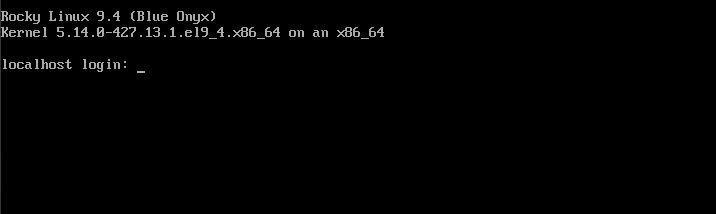 Rocky Linux 9.4 (Blue Onyx)
Kernel 5.14.0-427.13.1.el9_4.x86_64 on an x86_64
localhost login: _